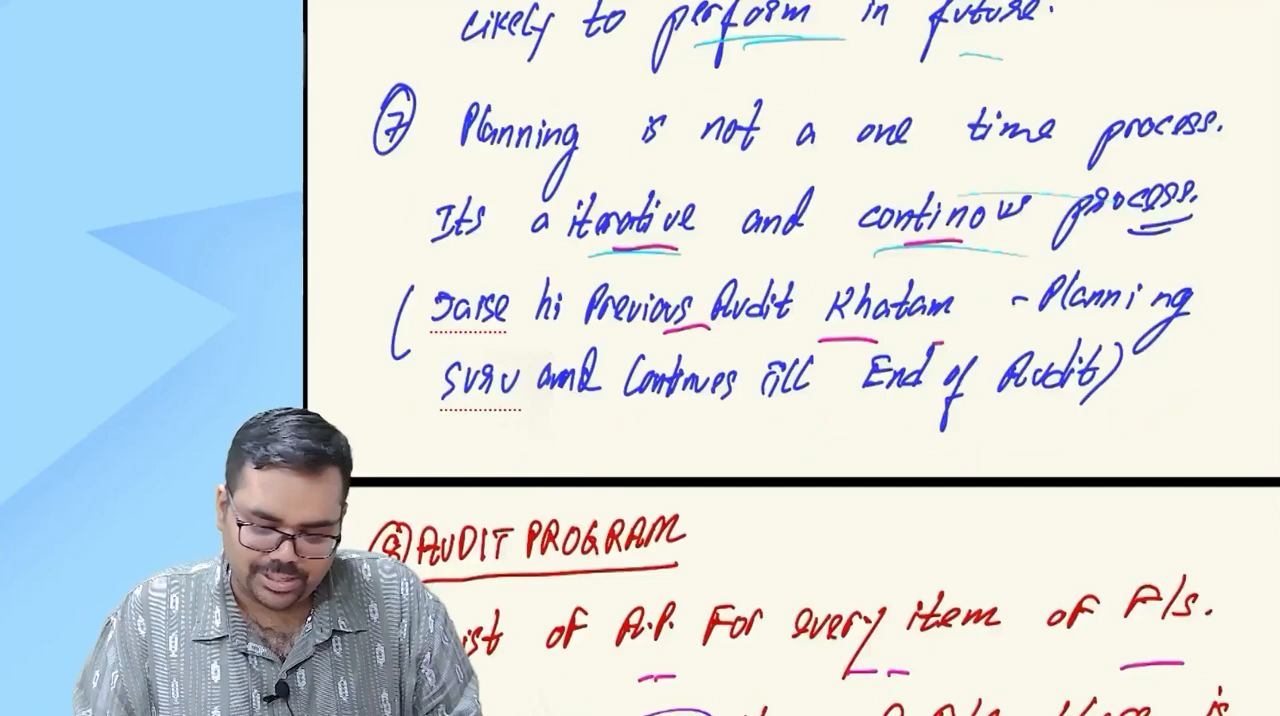 likely to perform in future.
⑦ Planning is not a one time process.
Its a iterative and continous process.
(Jaise hi Previous Audit Khatam - Planning
suru and Continues till End of Audit)
⑧ AUDIT PROGRAM
ist of A.P. For every item of F/s.
is